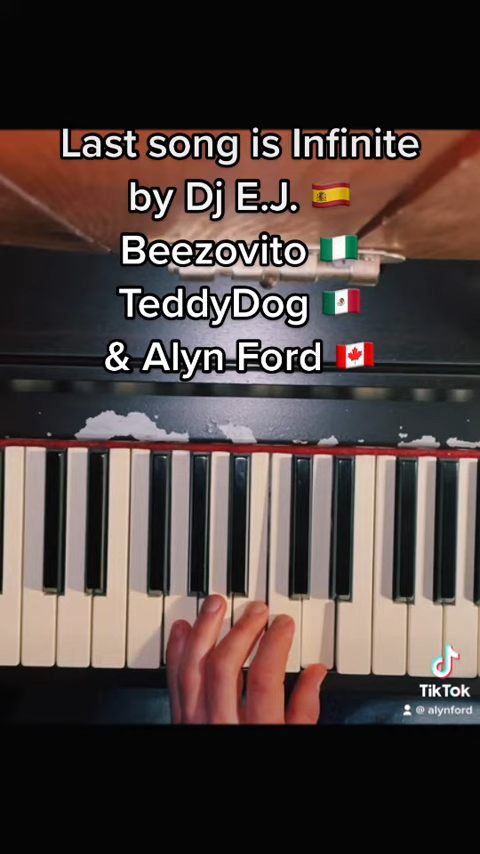 Last song is Infinite
by Dj E.J. 🇪🇸
Beezovito 🇳🇬
TeddyDog 🇲🇽
& Alyn Ford 🇨🇦
TikTok
@ alynford